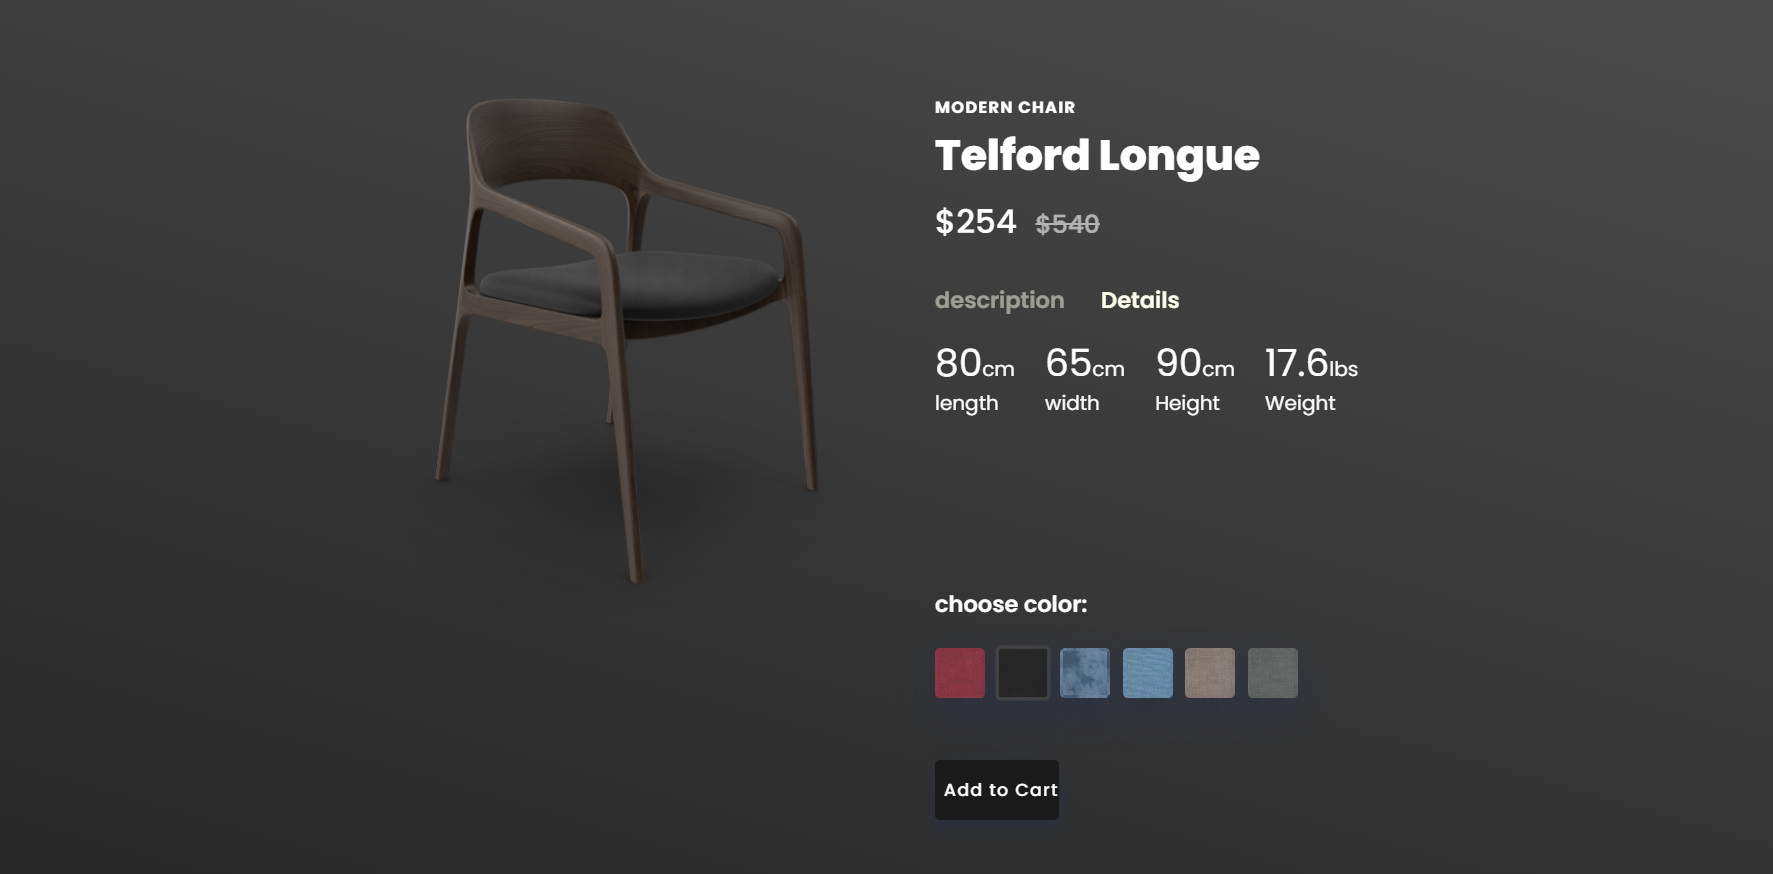 MODERN CHAIR
Telford Longue
$254 $540
description Details
80cm 65cm 90cm 17.6lbs
length width Height Weight
choose color:
Add to Cart